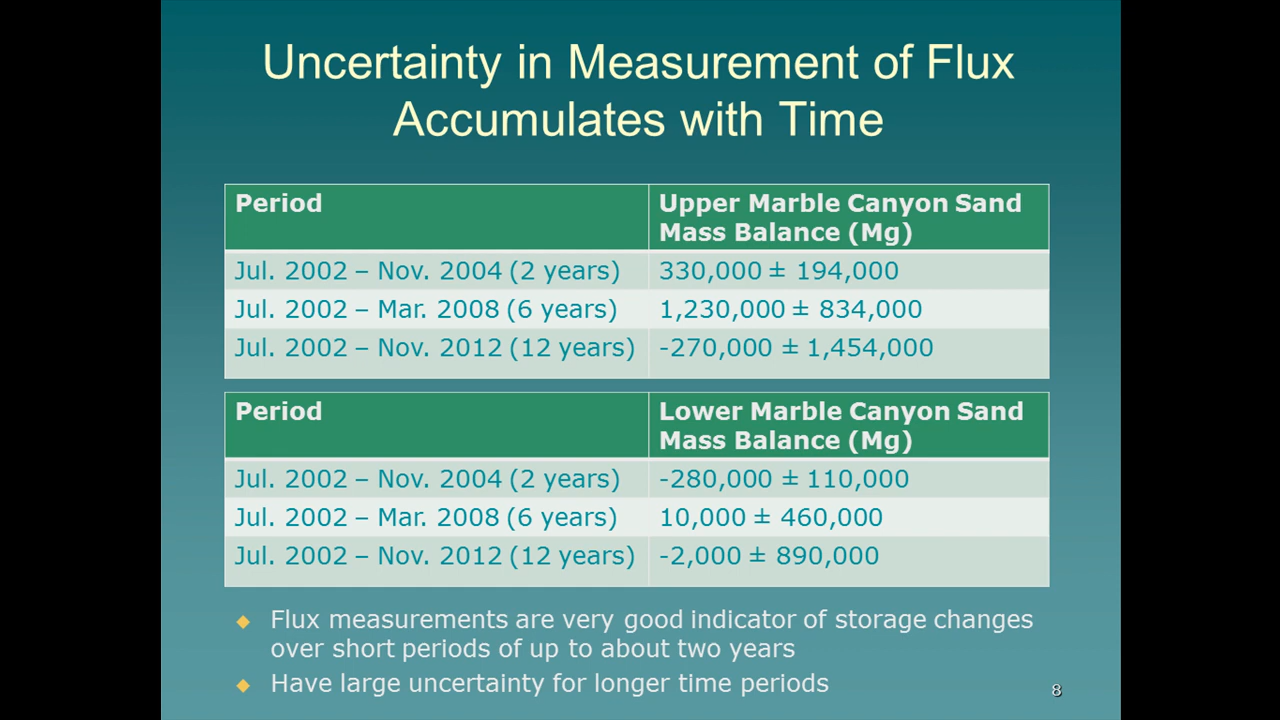 Uncertainty in Measurement of Flux
Accumulates with Time
Period
Upper Marble Canyon Sand
Mass Balance (Mg)
Jul. 2002 – Nov. 2004 (2 years) 330,000 ± 194,000
Jul. 2002 – Mar. 2008 (6 years) 1,230,000 ± 834,000
Jul. 2002 – Nov. 2012 (12 years) -270,000 ± 1,454,000
Period
Lower Marble Canyon Sand
Mass Balance (Mg)
Jul. 2002 – Nov. 2004 (2 years) -280,000 ± 110,000
Jul. 2002 – Mar. 2008 (6 years) 10,000 ± 460,000
Jul. 2002 – Nov. 2012 (12 years) -2,000 ± 890,000
◆ Flux measurements are very good indicator of storage changes
over short periods of up to about two years
◆ Have large uncertainty for longer time periods
8